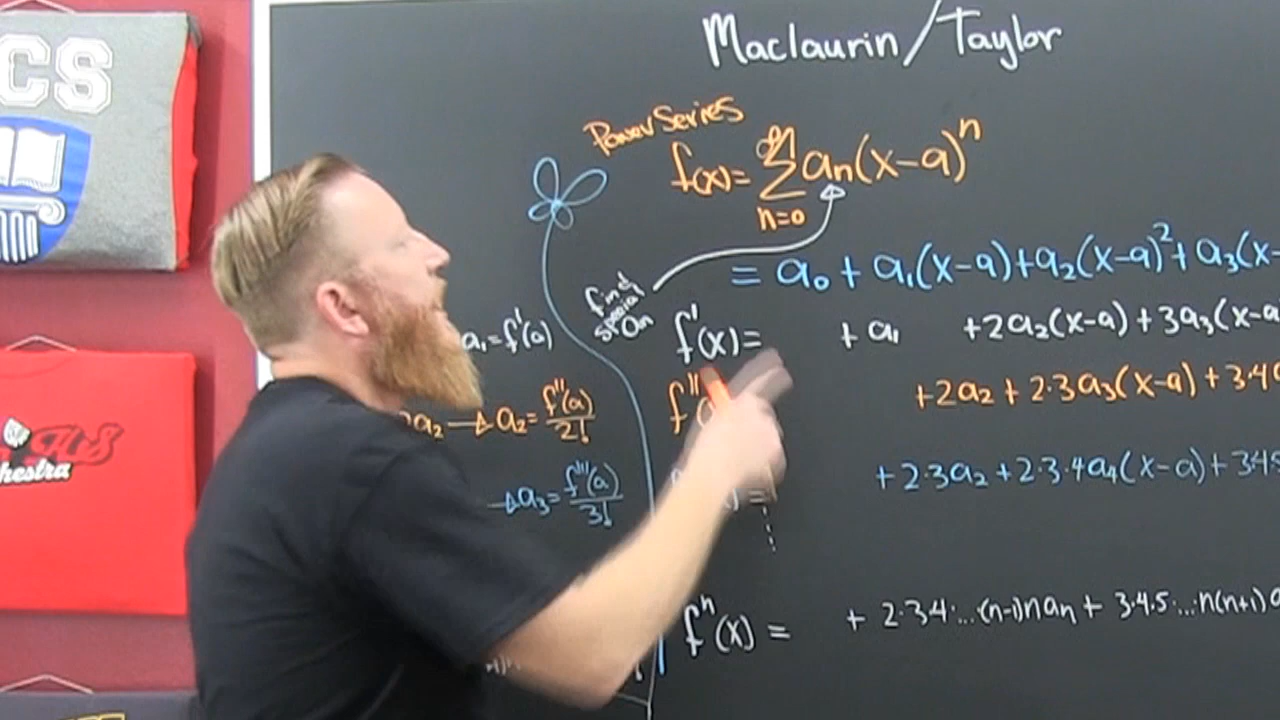 CS
HS
hestra
Maclaurin/Taylor
Power Series
f(x)=∑aₙ(x-a)ⁿ
n=0
= a₀ + a₁(x-a)+a₂(x-a)²+a₃(x-
find
special
aₙ
a₁=f'(a)
f'(x)= + a₁ +2a₂(x-a)+3a₃(x-a
a₂ → a₂=f''(a)/2!
f'' +2a₂ + 2·3a₃(x-a)+3·4
→ a₃=f'''(a)/3!
= + 2·3a₂+2·3·4a₄(x-a)+3·4·5
fⁿ(x) = + 2·3·4·...(n-1)naₙ + 3·4·5...·n(n+1)a